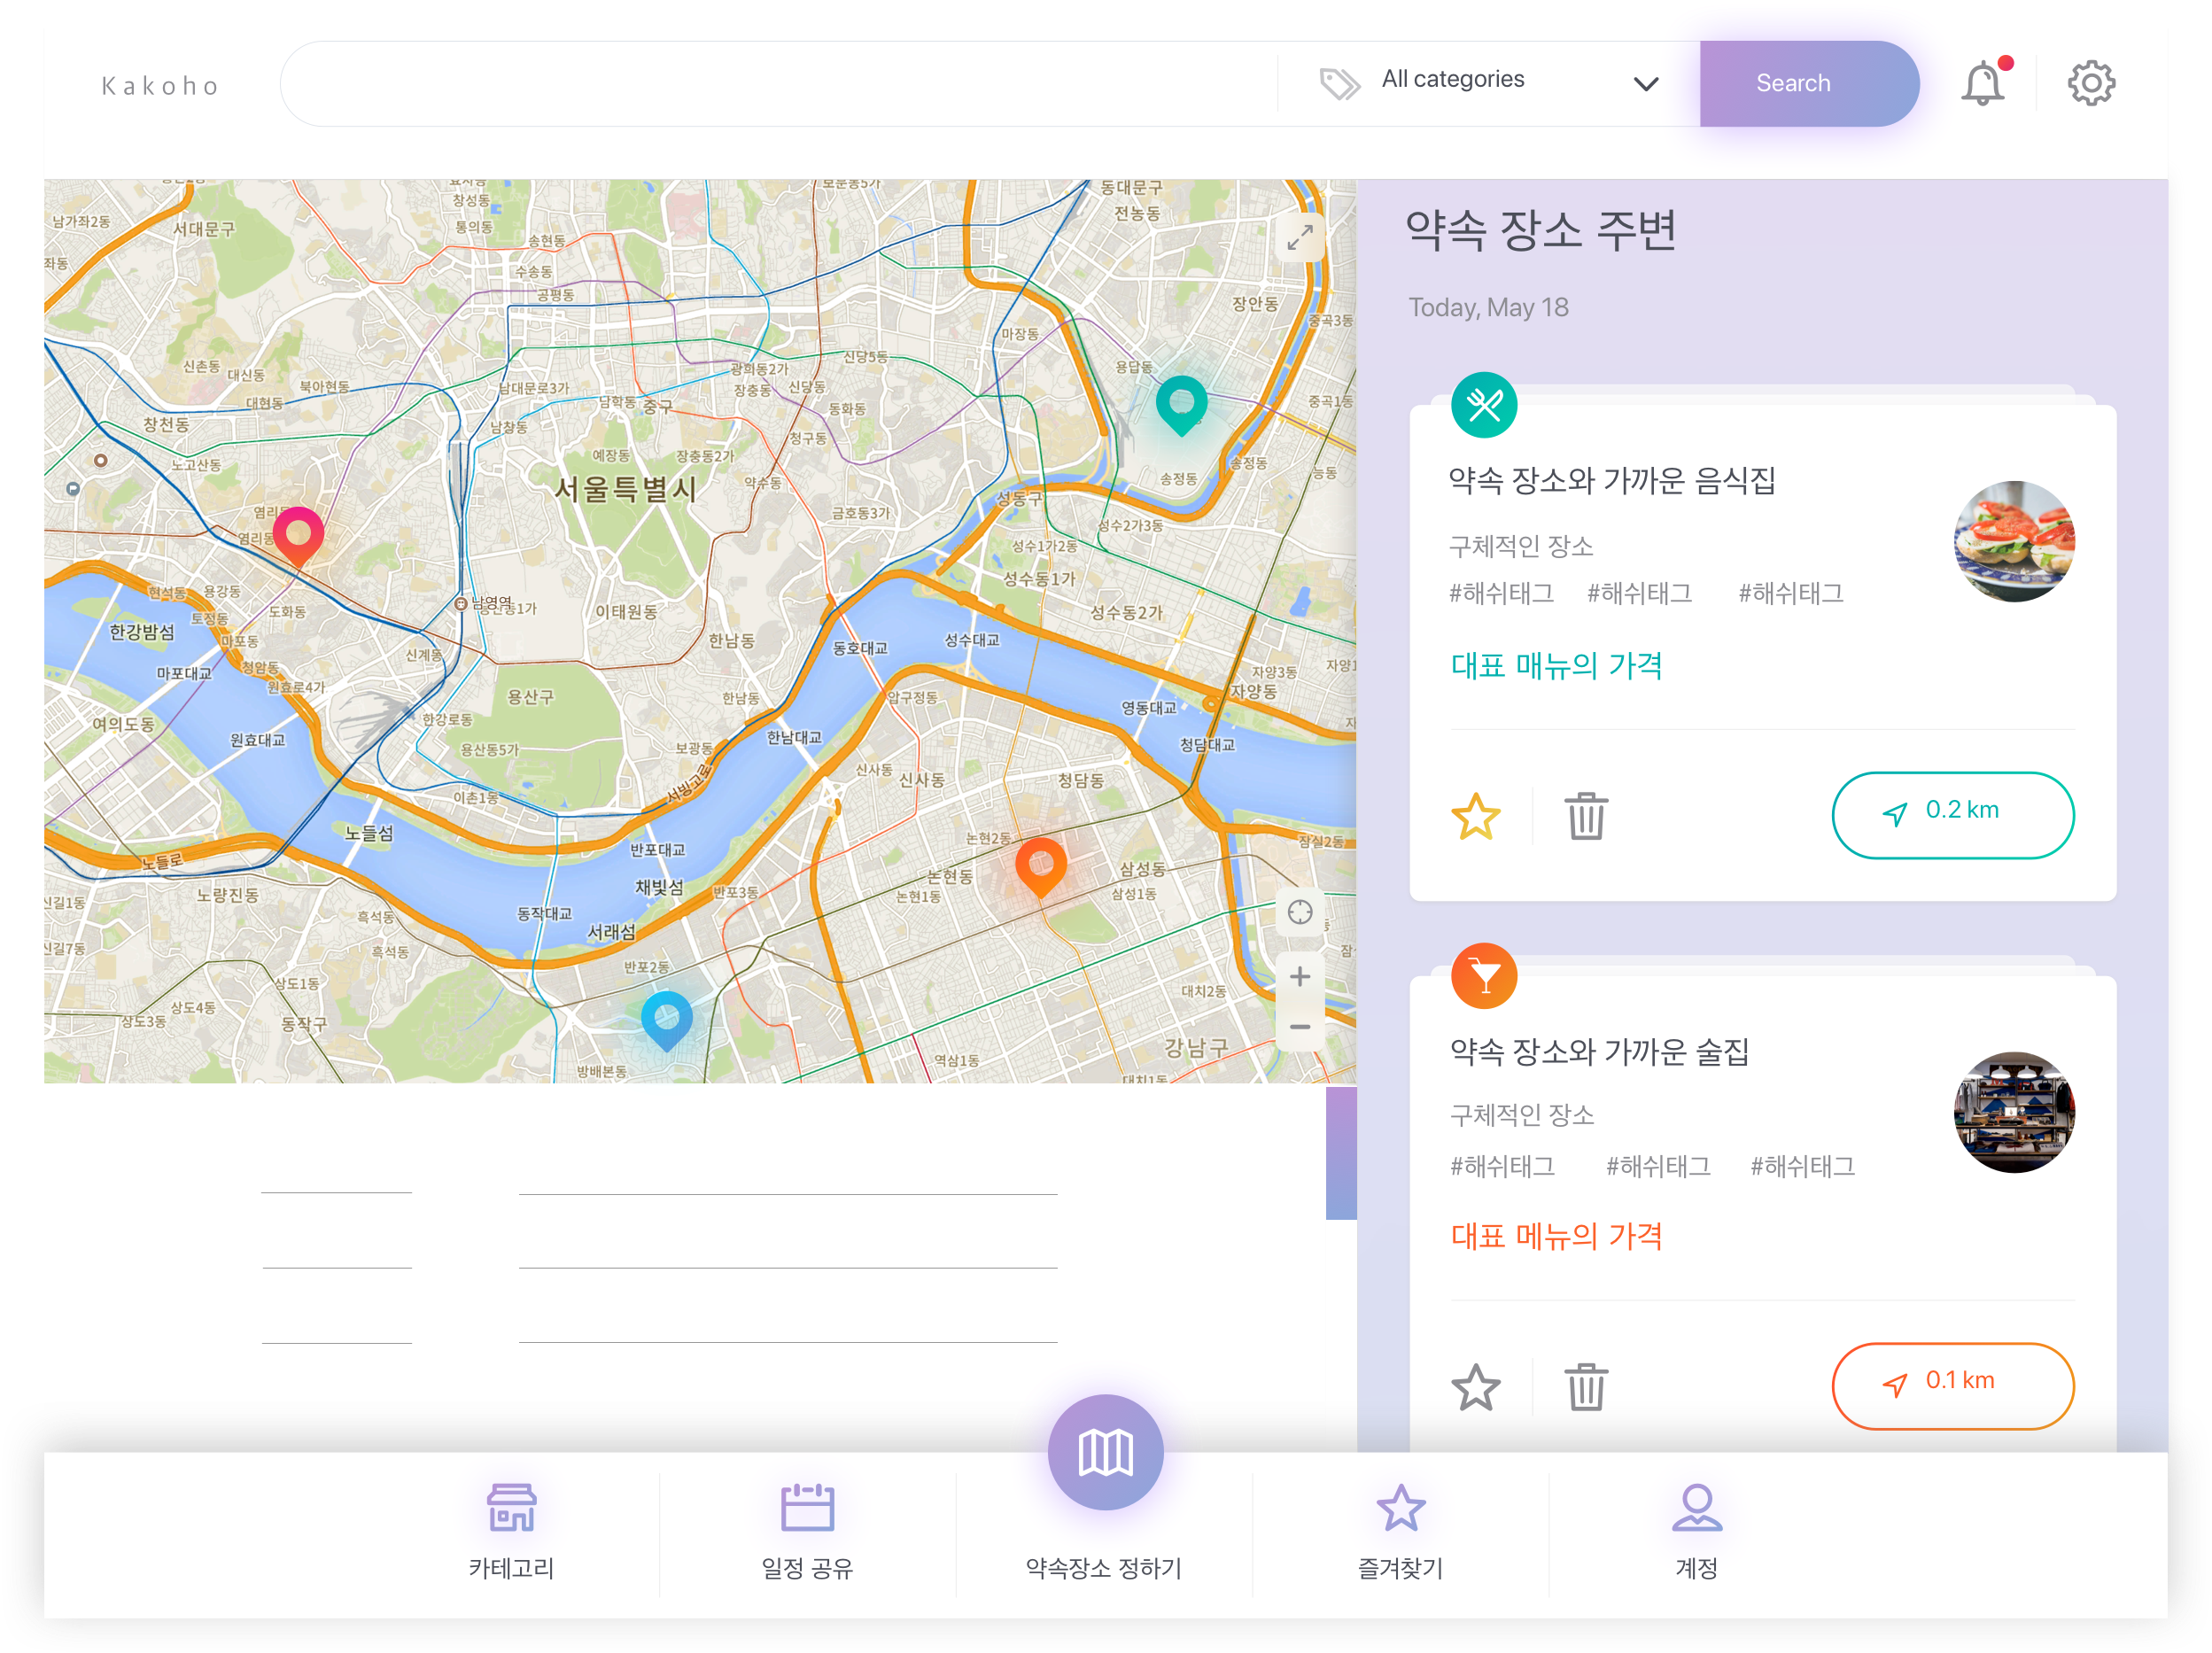 Kakoho
All categories
Search
약속 장소 주변
Today, May 18
약속 장소와 가까운 음식집
구체적인 장소
#해쉬태그 #해쉬태그 #해쉬태그
대표 메뉴의 가격
0.2 km
약속 장소와 가까운 술집
구체적인 장소
#해쉬태그 #해쉬태그 #해쉬태그
대표 메뉴의 가격
0.1 km
창성동
동대문구
남가좌2동
서대문구
통의동
송현동
전농동
수송동
공평동
장안동
중곡3동
마장동
신촌동
대신동
북아현동
남대문로3가
광희동2가
신당5동
용답동
대현동
장충동
신당동
중곡1동
창천동
남창동
남학동
중구
동화동
청구동
노고산동
예장동
장충동2가
약수동
송정동
송정동
능동
서울특별시
성동구
염리동
금호동3가
성수2가3동
성수1가2동
현석동
용강동
도화동
남영역
이태원동
성수동1가
성수동2가
토정동
한강밤섬
마포동
신계동
한남동
동호대교
성수대교
마포대교
청암동
원효로4가
용산구
한남동
압구정동
자양3동
자양동
여의도동
원효대교
한강로동
용산동5가
보광동
한남대교
영동대교
청담대교
이촌1동
서빙고로
신사동
신사동
청담동
노들섬
노들로
반포대교
논현2동
잠실2동
노량진동
채빛섬
반포3동
논현동
논현1동
삼성동
삼성1동
신길1동
흑석동
동작대교
서래섬
신길7동
흑석동
반포2동
상도1동
상도4동
상도3동
동작구
대치2동
방배본동
역삼1동
강남구
대치1동
카테고리
일정 공유
약속장소 정하기
즐겨찾기
계정